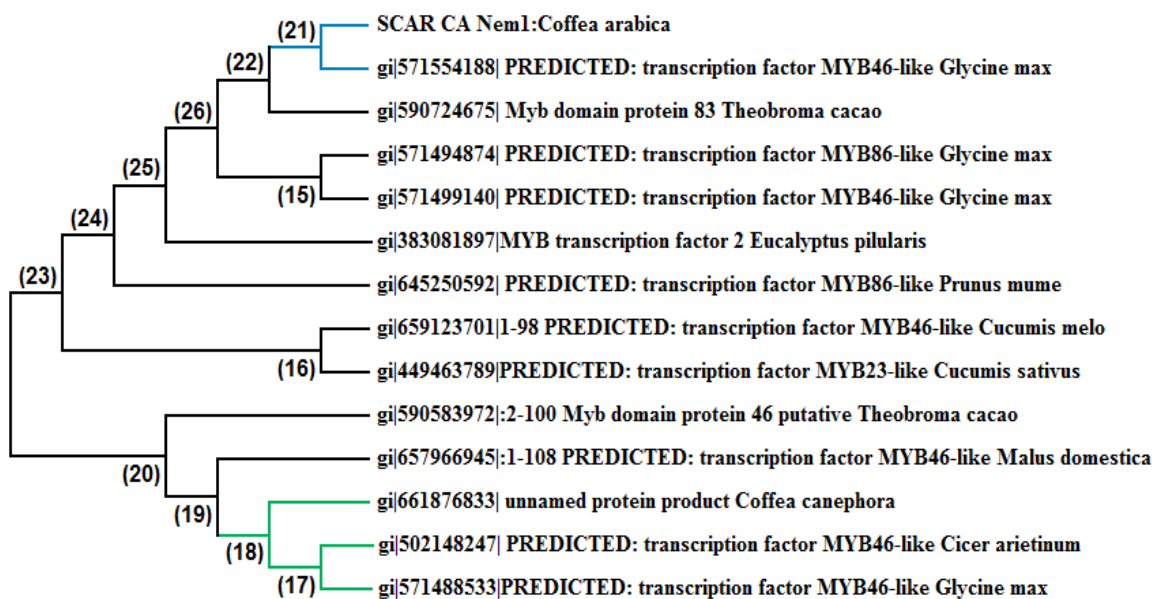 (21) SCAR CA Nem1:Coffea arabica
gi|571554188| PREDICTED: transcription factor MYB46-like Glycine max
(22)
gi|590724675| Myb domain protein 83 Theobroma cacao
(26)
gi|571494874| PREDICTED: transcription factor MYB86-like Glycine max
(25)
(15) gi|571499140| PREDICTED: transcription factor MYB46-like Glycine max
(24)
gi|383081897|MYB transcription factor 2 Eucalyptus pilularis
(23)
gi|645250592| PREDICTED: transcription factor MYB86-like Prunus mume
gi|659123701|1-98 PREDICTED: transcription factor MYB46-like Cucumis melo
(16) gi|449463789|PREDICTED: transcription factor MYB23-like Cucumis sativus
gi|590583972|:2-100 Myb domain protein 46 putative Theobroma cacao
(20) gi|657966945|:1-108 PREDICTED: transcription factor MYB46-like Malus domestica
gi|661876833| unnamed protein product Coffea canephora
(19)
(18) gi|502148247| PREDICTED: transcription factor MYB46-like Cicer arietinum
(17) gi|571488533|PREDICTED: transcription factor MYB46-like Glycine max